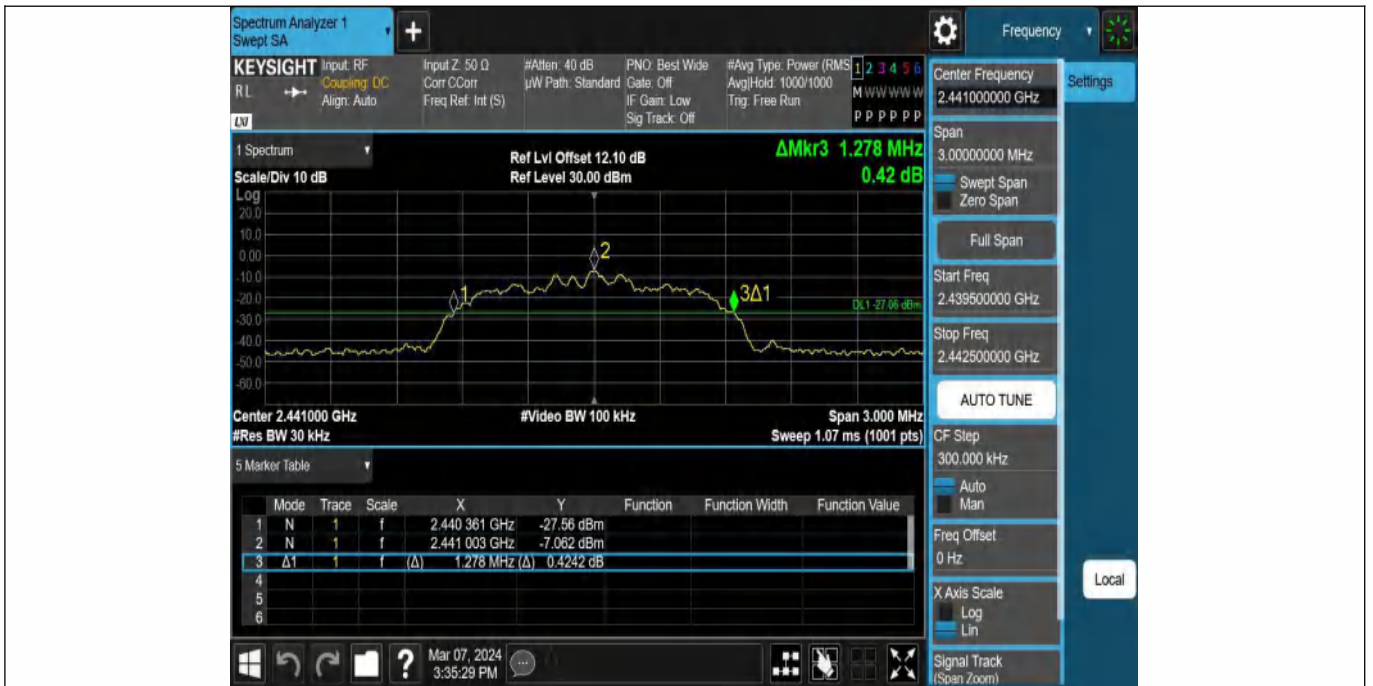 Spectrum Analyzer 1
Swept SA
+
Frequency
KEYSIGHT
RL
LXI
Input: RF
Coupling: DC
Align: Auto
Input Z: 50 Ω
Corr CCorr
Freq Ref: Int (S)
#Atten: 40 dB
µW Path: Standard
PNO: Best Wide
Gate: Off
IF Gain: Low
Sig Track: Off
#Avg Type: Power (RMS
Avg|Hold: 1000/1000
Trig: Free Run
1 2 3 4 5 6
M W W W W W
P P P P P P
1 Spectrum
Scale/Div 10 dB
Ref Lvl Offset 12.10 dB
Ref Level 30.00 dBm
ΔMkr3 1.278 MHz
0.42 dB
Log
20.0
10.0
0.00
-10.0
-20.0
-30.0
-40.0
-50.0
-60.0
1
2
3Δ1
DL1 -27.06 dBm
Center 2.441000 GHz
#Res BW 30 kHz
#Video BW 100 kHz
Span 3.000 MHz
Sweep 1.07 ms (1001 pts)
5 Marker Table
Mode Trace Scale X Y Function Function Width Function Value
1 N 1 f 2.440 361 GHz -27.56 dBm
2 N 1 f 2.441 003 GHz -7.062 dBm
3 Δ1 1 f (Δ) 1.278 MHz (Δ) 0.4242 dB
4
5
6
?
Mar 07, 2024
3:35:29 PM
Center Frequency
2.441000000 GHz
Settings
Span
3.00000000 MHz
Swept Span
Zero Span
Full Span
Start Freq
2.439500000 GHz
Stop Freq
2.442500000 GHz
AUTO TUNE
CF Step
300.000 kHz
Auto
Man
Freq Offset
0 Hz
X Axis Scale
Log
Lin
Local
Signal Track
(Span Zoom)